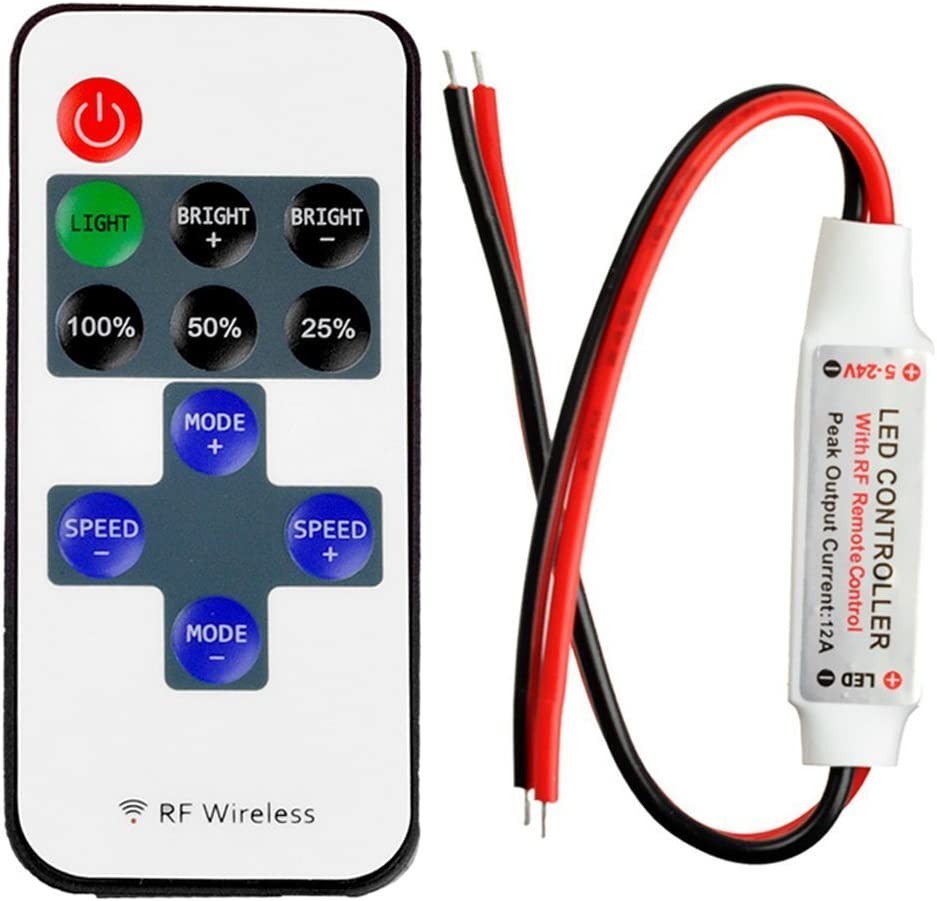 LIGHT
BRIGHT +
BRIGHT -
100%
50%
25%
MODE +
SPEED -
SPEED +
MODE -
RF Wireless
5-24V
LED CONTROLLER
With RF RemoteControl
Peak Output Current:12A
LED